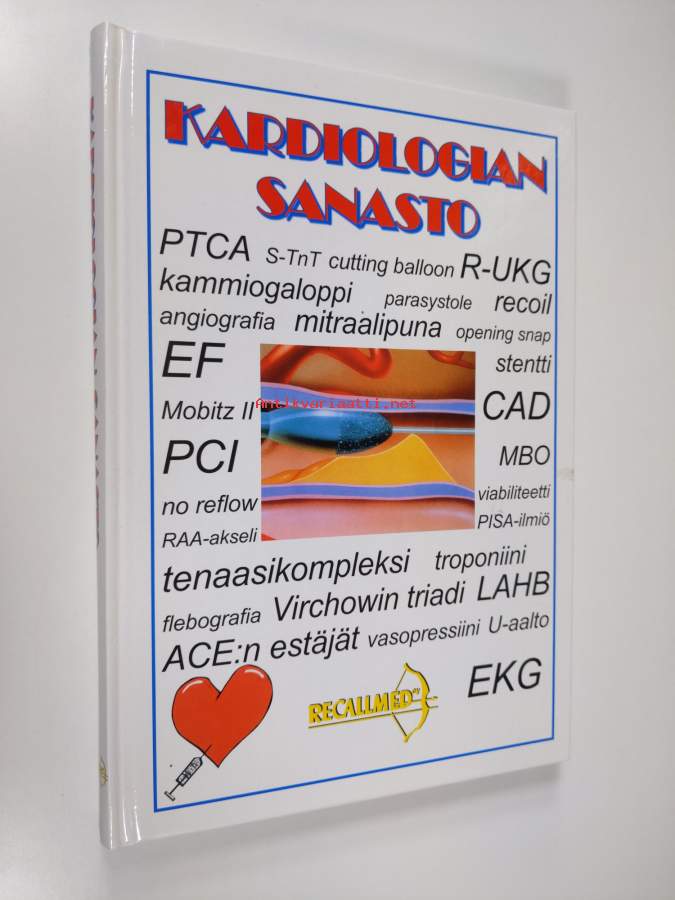 KARDIOLOGIAN
SANASTO
PTCA S-TnT cutting balloon R-UKG
kammiogaloppi parasystole recoil
angiografia mitraalipuna opening snap
EF stentti
Antikvariaatti.net
Mobitz II CAD
PCI MBO
no reflow viabiliteetti
RAA-akseli PISA-ilmiö
tenaasikompleksi troponiini
flebografia Virchowin triadi LAHB
ACE:n estäjät vasopressiini U-aalto
RECALLMED EKG
KARDIOLOGIAN SANASTO